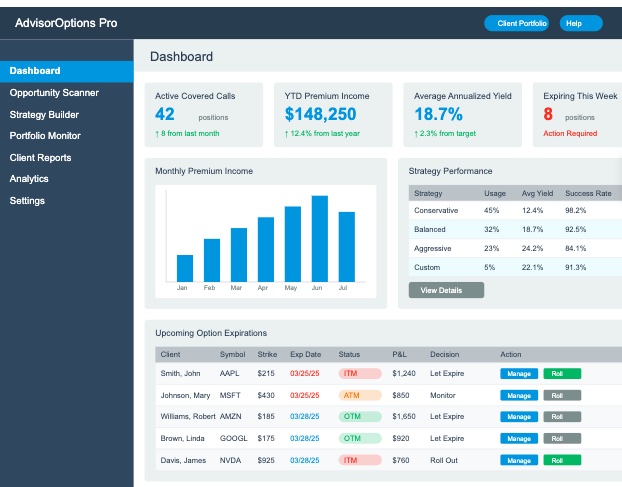 AdvisorOptions Pro
Client Portfolio
Help
Dashboard
Opportunity Scanner
Strategy Builder
Portfolio Monitor
Client Reports
Analytics
Settings
Dashboard
Active Covered Calls
42 positions
↑ 8 from last month
YTD Premium Income
$148,250
↑ 12.4% from last year
Average Annualized Yield
18.7%
↑ 2.3% from target
Expiring This Week
8 positions
Action Required
Monthly Premium Income
Jan Feb Mar Apr May Jun Jul
Strategy Performance
Strategy Usage Avg Yield Success Rate
Conservative 45% 12.4% 98.2%
Balanced 32% 18.7% 92.5%
Aggressive 23% 24.2% 84.1%
Custom 5% 22.1% 91.3%
View Details
Upcoming Option Expirations
Client Symbol Strike Exp Date Status P&L Decision Action
Smith, John AAPL $215 03/25/25 ITM $1,240 Let Expire Manage Roll
Johnson, Mary MSFT $430 03/25/25 ATM $850 Monitor Manage Roll
Williams, Robert AMZN $185 03/28/25 OTM $1,650 Let Expire Manage Roll
Brown, Linda GOOGL $175 03/28/25 OTM $920 Let Expire Manage Roll
Davis, James NVDA $925 03/28/25 ITM $760 Roll Out Manage Roll